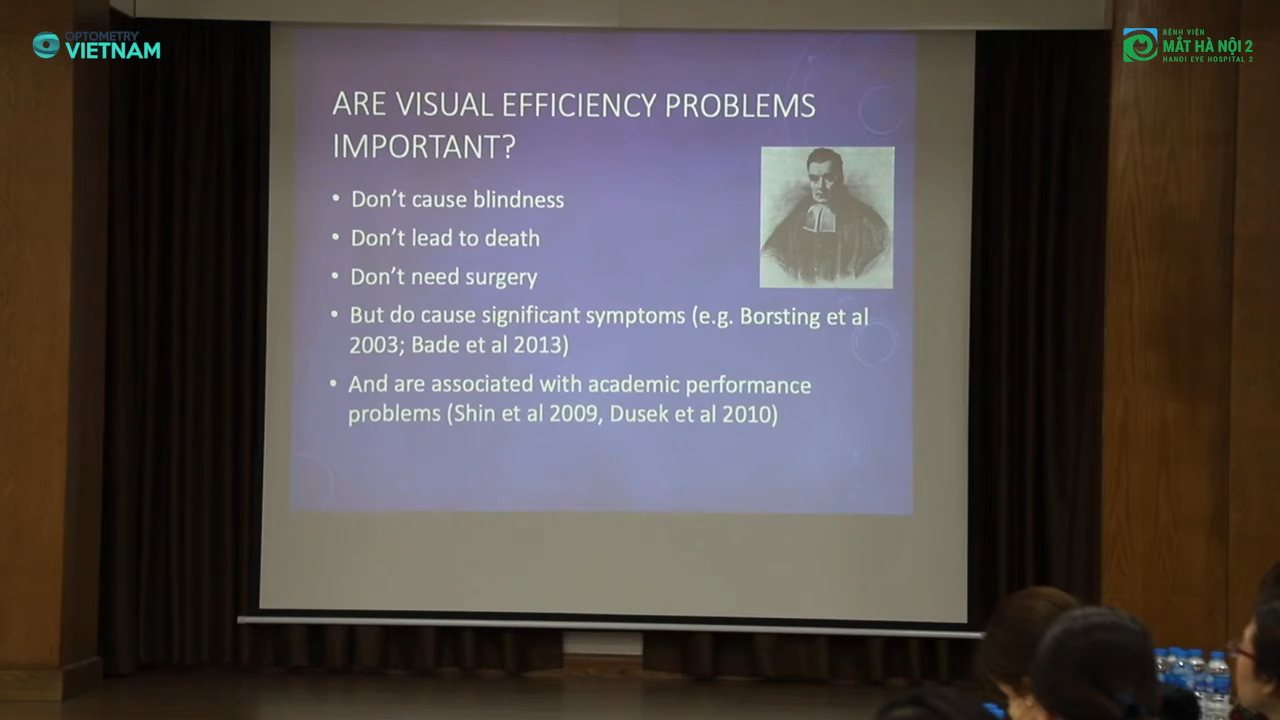 OPTOMETRY
VIETNAM
BỆNH VIỆN
MẮT HÀ NỘI 2
HANOI EYE HOSPITAL 2
ARE VISUAL EFFICIENCY PROBLEMS
IMPORTANT?
• Don't cause blindness
• Don't lead to death
• Don't need surgery
• But do cause significant symptoms (e.g. Borsting et al
2003; Bade et al 2013)
• And are associated with academic performance
problems (Shin et al 2009, Dusek et al 2010)